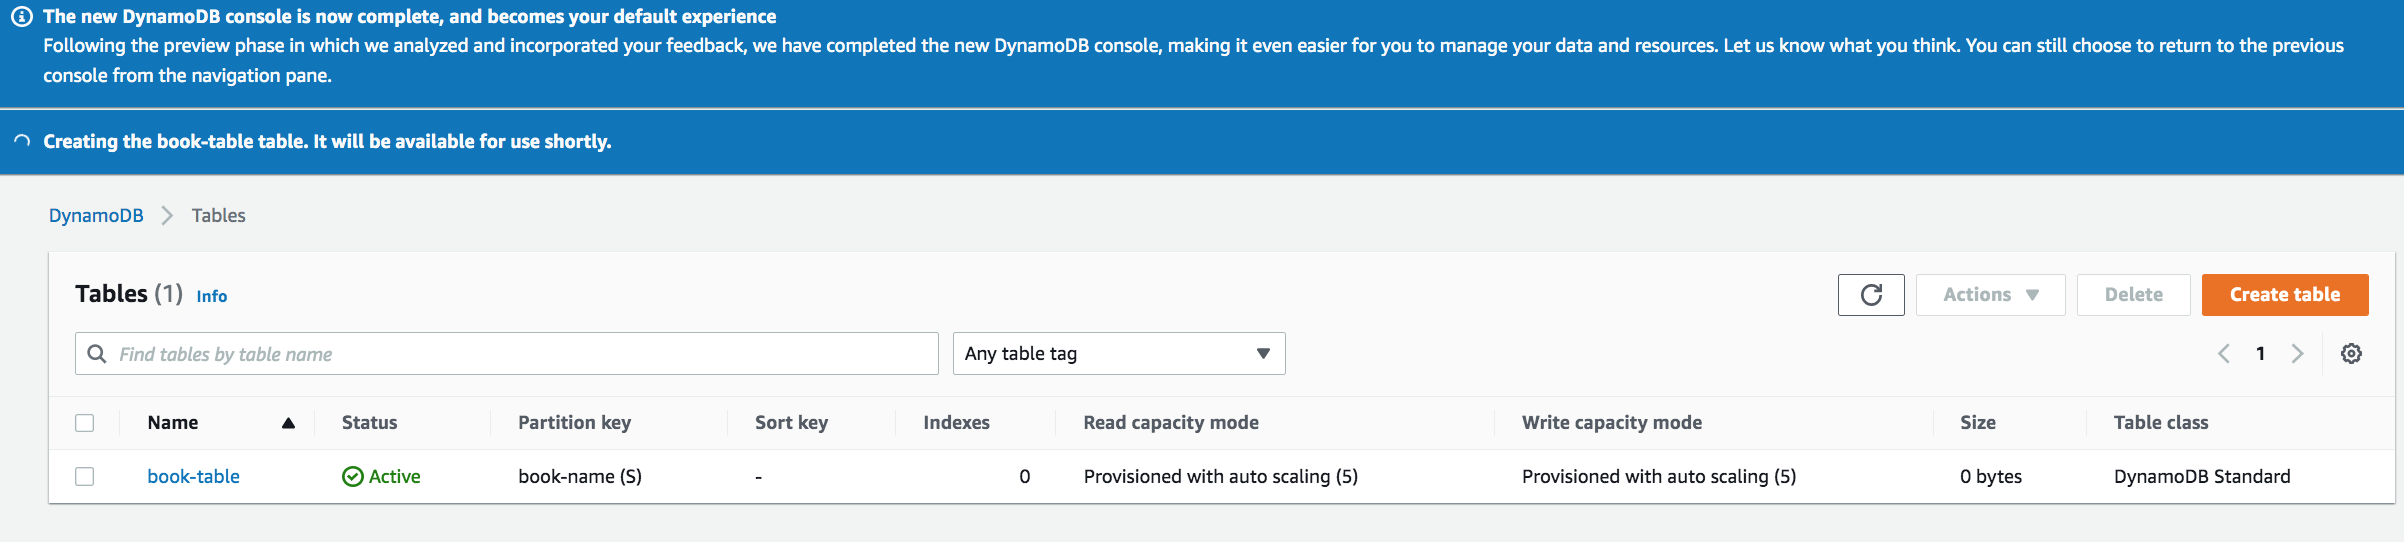 The new DynamoDB console is now complete, and becomes your default experience
Following the preview phase in which we analyzed and incorporated your feedback, we have completed the new DynamoDB console, making it even easier for you to manage your data and resources. Let us know what you think. You can still choose to return to the previous
console from the navigation pane.
Creating the book-table table. It will be available for use shortly.
DynamoDB Tables
Tables (1) Info Actions Delete Create table
Find tables by table name Any table tag 1
Name Status Partition key Sort key Indexes Read capacity mode Write capacity mode Size Table class
book-table Active book-name (S) - 0 Provisioned with auto scaling (5) Provisioned with auto scaling (5) 0 bytes DynamoDB Standard